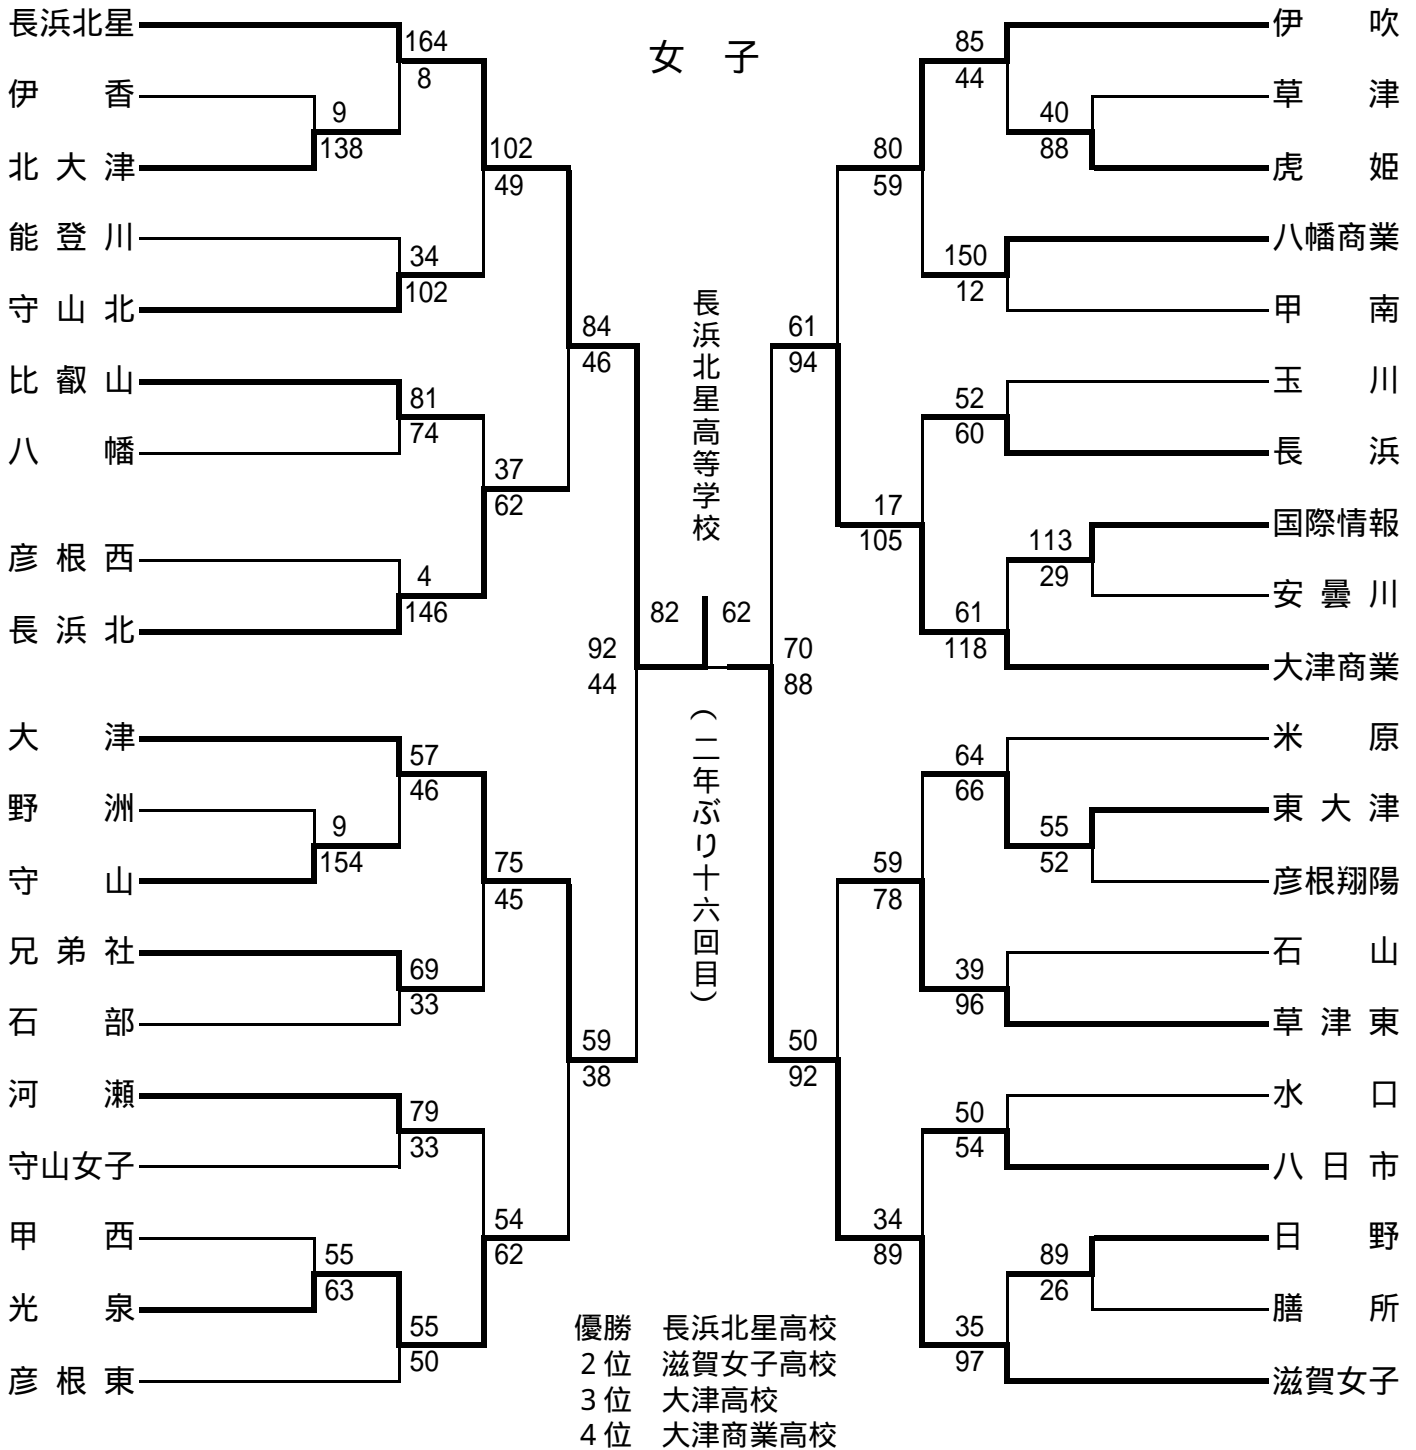 女 子
長浜北星
伊 香
北大津
能登川
守山北
比叡山
八 幡
彦根西
長浜北
大 津
野 洲
守 山
兄弟社
石 部
河 瀬
守山女子
甲 西
光 泉
彦根東
164
8
9
138
102
49
34
102
84
46
81
74
37
62
4
146
92
44
57
46
9
154
75
45
69
33
59
38
79
33
54
62
55
63
55
50
82
62
長浜北星高等学校
(二年ぶり十六回目)
85
44
40
88
80
59
150
12
61
94
52
60
17
105
113
29
61
118
70
88
64
66
55
52
59
78
39
96
50
92
50
54
34
89
89
26
35
97
伊 吹
草 津
虎 姫
八幡商業
甲 南
玉 川
長 浜
国際情報
安曇川
大津商業
米 原
東大津
彦根翔陽
石 山
草津東
水 口
八日市
日 野
膳 所
滋賀女子
優勝 長浜北星高校
2位 滋賀女子高校
3位 大津高校
4位 大津商業高校